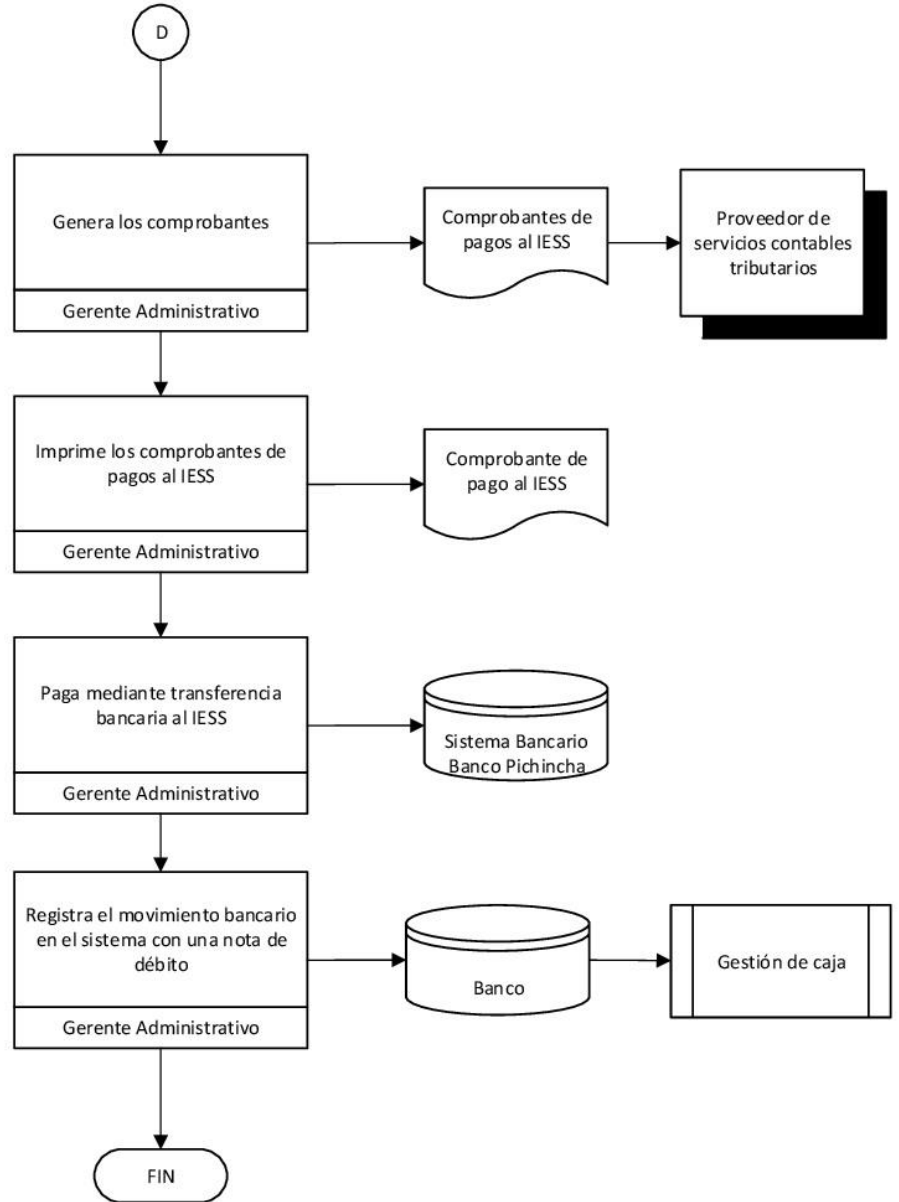 D
Genera los comprobantes
Gerente Administrativo
Comprobantes de
pagos al IESS
Proveedor de
servicios contables
tributarios
Imprime los comprobantes de
pagos al IESS
Gerente Administrativo
Comprobante de
pago al IESS
Paga mediante transferencia
bancaria al IESS
Gerente Administrativo
Sistema Bancario
Banco Pichincha
Registra el movimiento bancario
en el sistema con una nota de
débito
Gerente Administrativo
Banco
Gestión de caja
FIN